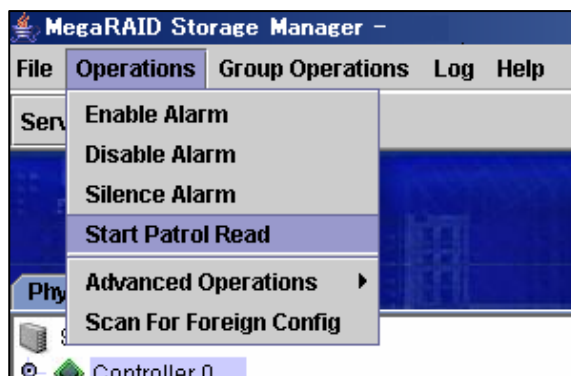 MegaRAID Storage Manager -
File Operations Group Operations Log Help
Enable Alarm
Disable Alarm
Silence Alarm
Start Patrol Read
Advanced Operations
Scan For Foreign Config
Controller 0